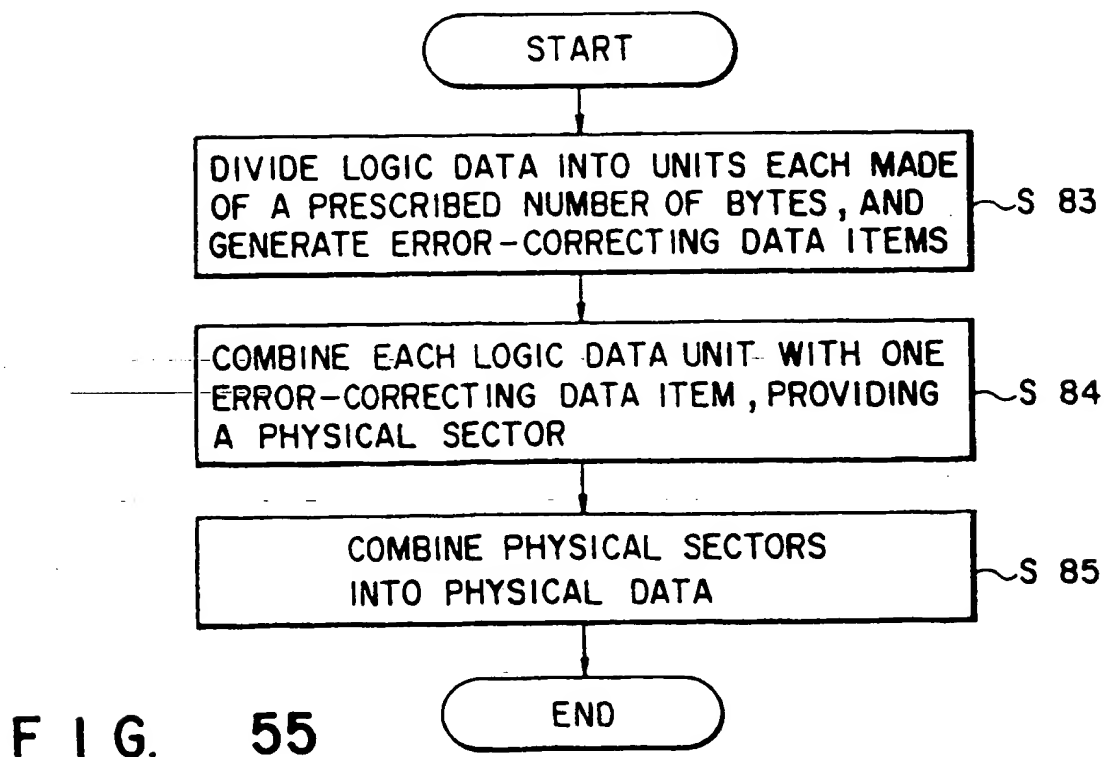 START
DIVIDE LOGIC DATA INTO UNITS EACH MADE
OF A PRESCRIBED NUMBER OF BYTES, AND
GENERATE ERROR-CORRECTING DATA ITEMS
S 83
COMBINE EACH LOGIC DATA UNIT WITH ONE
ERROR-CORRECTING DATA ITEM, PROVIDING
A PHYSICAL SECTOR
S 84
COMBINE PHYSICAL SECTORS
INTO PHYSICAL DATA
S 85
END
FIG. 55